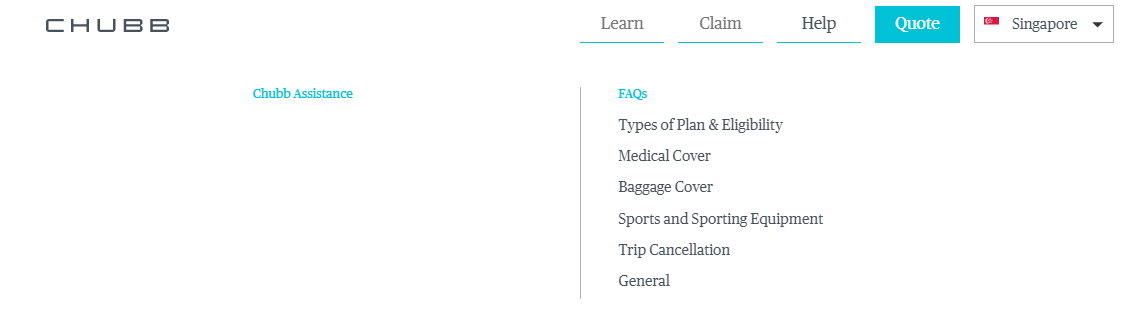 CHUBB
Learn
Claim
Help
Quote
Singapore
Chubb Assistance
FAQs
Types of Plan & Eligibility
Medical Cover
Baggage Cover
Sports and Sporting Equipment
Trip Cancellation
General